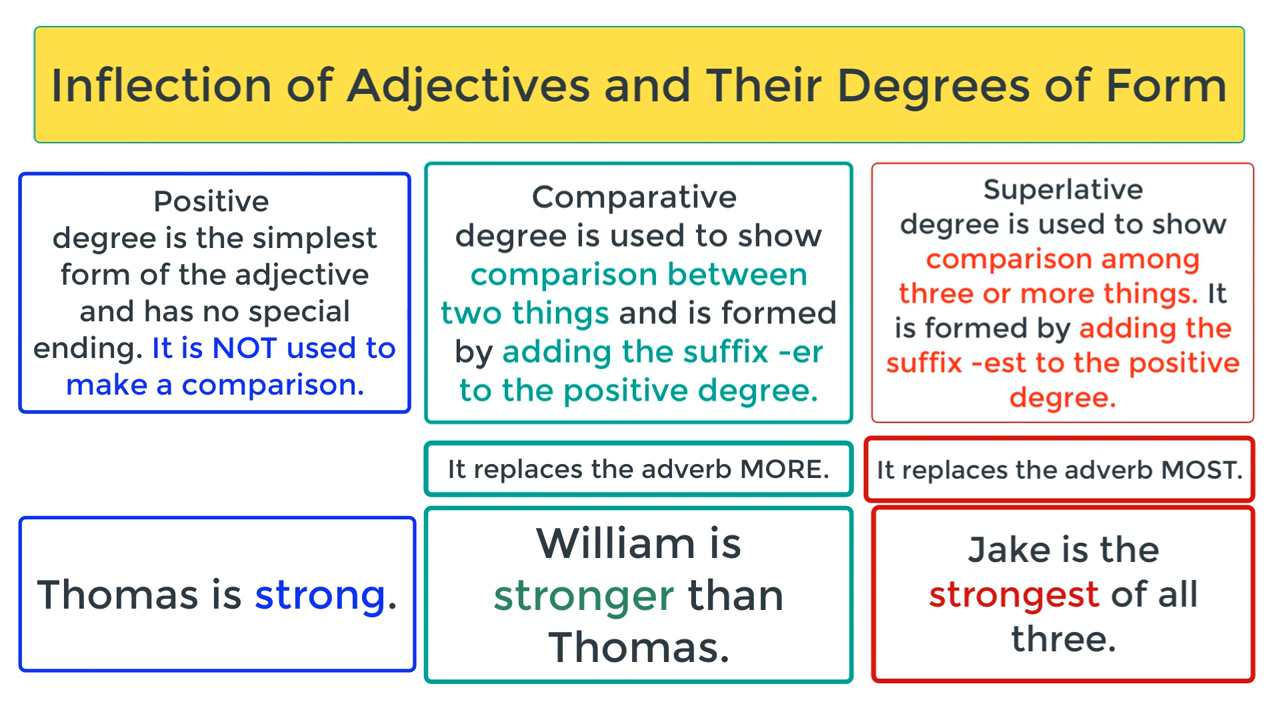 Inflection of Adjectives and Their Degrees of Form
Positive
degree is the simplest
form of the adjective
and has no special
ending. It is NOT used to
make a comparison.
Comparative
degree is used to show
comparison between
two things and is formed
by adding the suffix -er
to the positive degree.
Superlative
degree is used to show
comparison among
three or more things. It
is formed by adding the
suffix -est to the positive
degree.
It replaces the adverb MORE.
It replaces the adverb MOST.
Thomas is strong.
William is
stronger than
Thomas.
Jake is the
strongest of all
three.